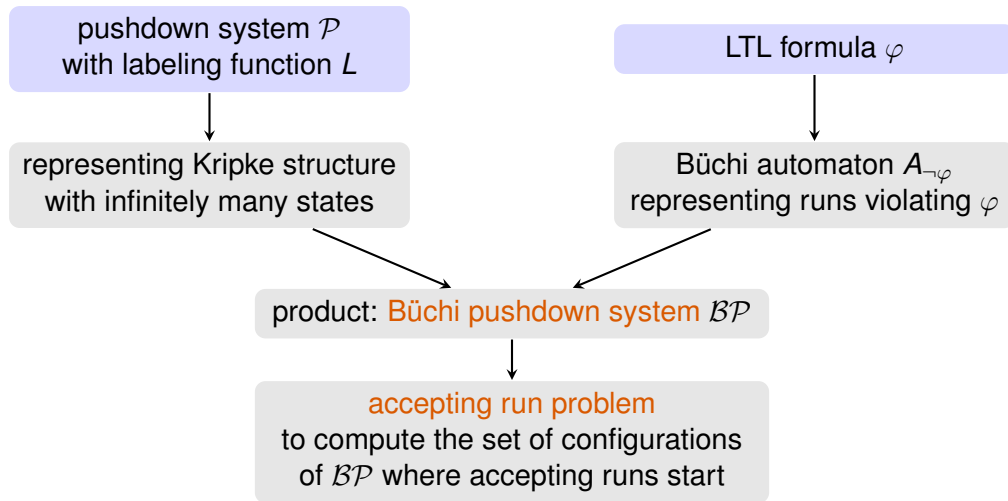 pushdown system 𝒫
with labeling function L
LTL formula φ
representing Kripke structure
with infinitely many states
Büchi automaton A¬φ
representing runs violating φ
product: Büchi pushdown system ℬ𝒫
accepting run problem
to compute the set of configurations
of ℬ𝒫 where accepting runs start